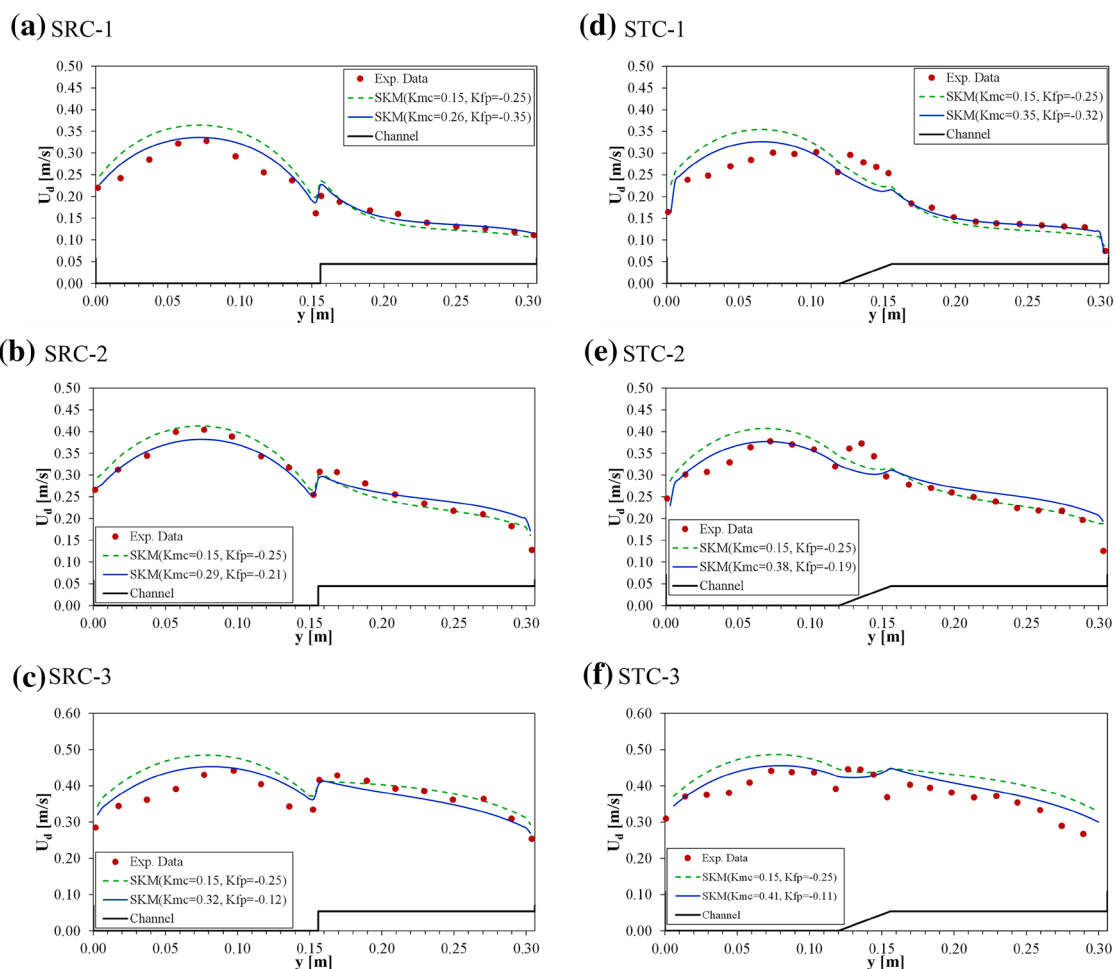 (a) SRC-1
0.50
0.45
0.40
0.35
0.30
0.25
0.20
0.15
0.10
0.05
0.00
U_d [m/s]
Exp. Data
SKM(Kmc=0.15, Kfp=-0.25)
SKM(Kmc=0.26, Kfp=-0.35)
Channel
0.00 0.05 0.10 0.15 0.20 0.25 0.30
y [m]
(d) STC-1
0.50
0.45
0.40
0.35
0.30
0.25
0.20
0.15
0.10
0.05
0.00
U_d [m/s]
Exp. Data
SKM(Kmc=0.15, Kfp=-0.25)
SKM(Kmc=0.35, Kfp=-0.32)
Channel
0.00 0.05 0.10 0.15 0.20 0.25 0.30
y [m]
(b) SRC-2
0.50
0.45
0.40
0.35
0.30
0.25
0.20
0.15
0.10
0.05
0.00
U_d [m/s]
Exp. Data
SKM(Kmc=0.15, Kfp=-0.25)
SKM(Kmc=0.29, Kfp=-0.21)
Channel
0.00 0.05 0.10 0.15 0.20 0.25 0.30
y [m]
(e) STC-2
0.50
0.45
0.40
0.35
0.30
0.25
0.20
0.15
0.10
0.05
0.00
U_d [m/s]
Exp. Data
SKM(Kmc=0.15, Kfp=-0.25)
SKM(Kmc=0.38, Kfp=-0.19)
Channel
0.00 0.05 0.10 0.15 0.20 0.25 0.30
y [m]
(c) SRC-3
0.60
0.50
0.40
0.30
0.20
0.10
0.00
U_d [m/s]
Exp. Data
SKM(Kmc=0.15, Kfp=-0.25)
SKM(Kmc=0.32, Kfp=-0.12)
Channel
0.00 0.05 0.10 0.15 0.20 0.25 0.30
y [m]
(f) STC-3
0.60
0.50
0.40
0.30
0.20
0.10
0.00
U_d [m/s]
Exp. Data
SKM(Kmc=0.15, Kfp=-0.25)
SKM(Kmc=0.41, Kfp=-0.11)
Channel
0.00 0.05 0.10 0.15 0.20 0.25 0.30
y [m]